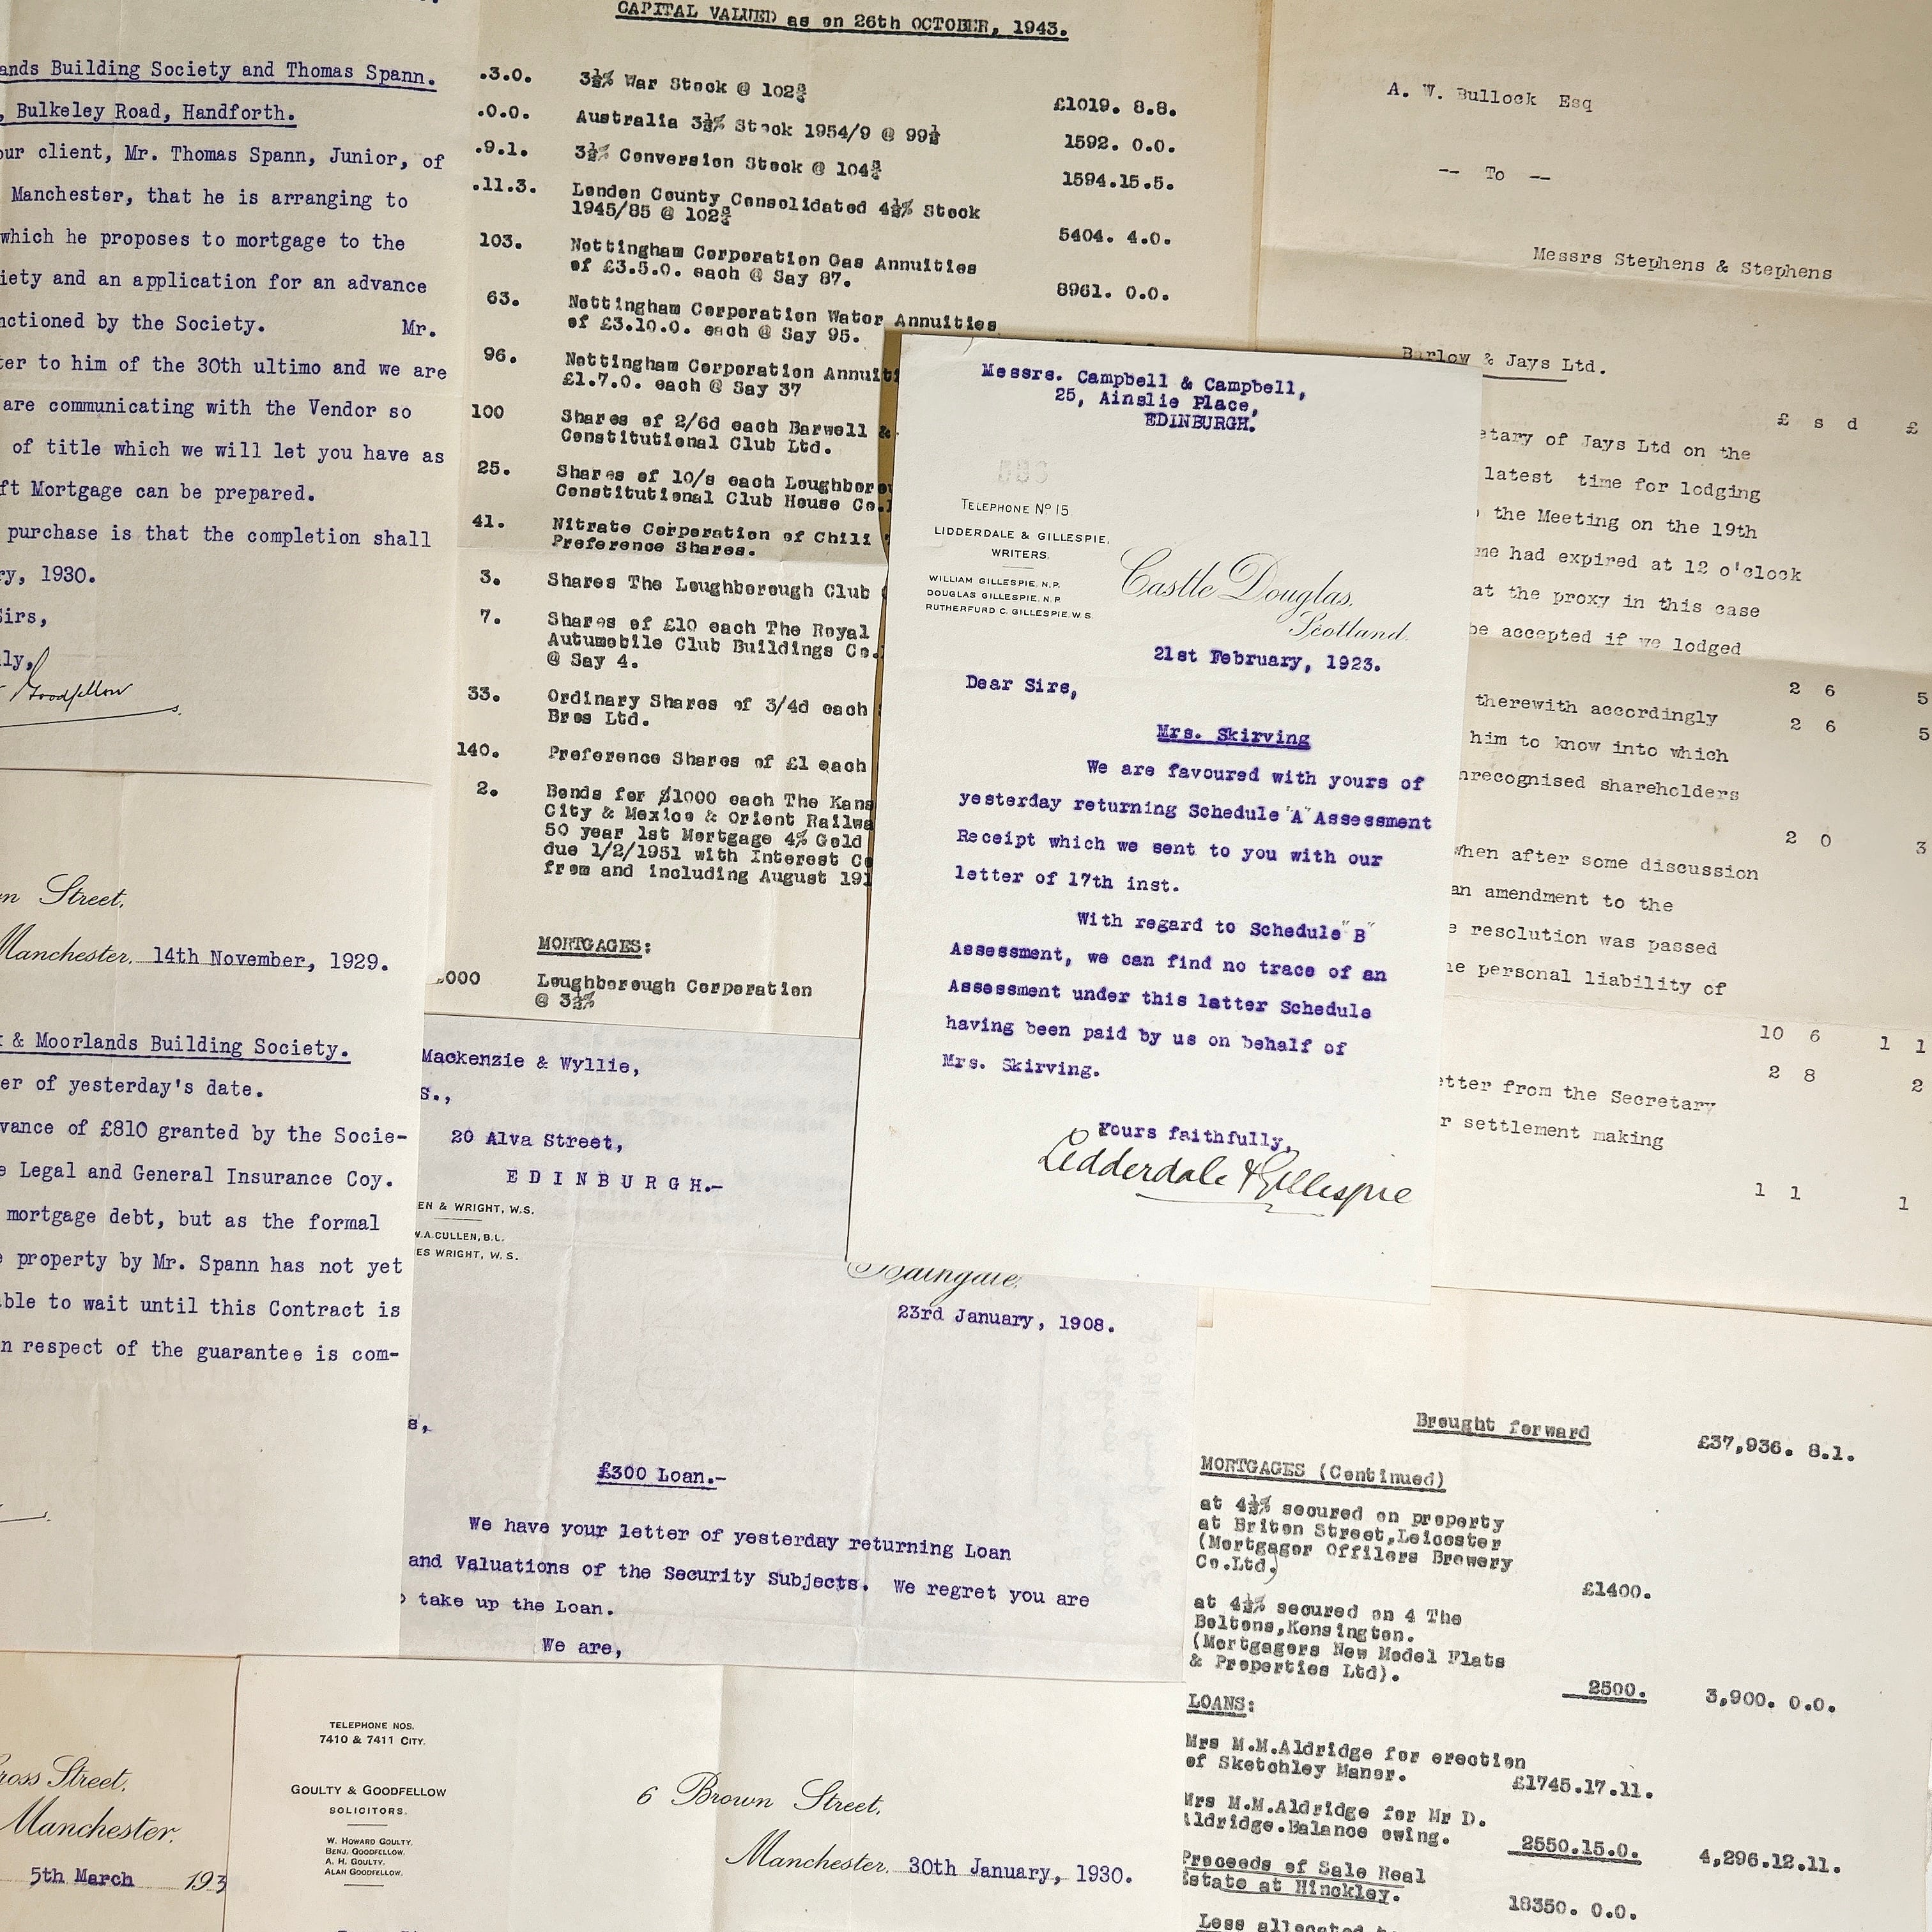 ands Building Society and Thomas Spann.
, Bulkeley Road, Handforth.
our client, Mr. Thomas Spann, Junior, of
Manchester, that he is arranging to
which he proposes to mortgage to the
iety and an application for an advance
nctioned by the Society. Mr.
ter to him of the 30th ultimo and we are
are communicating with the Vendor so
of title which we will let you have as
ft Mortgage can be prepared.
purchase is that the completion shall
ry, 1930.
Sirs,
ly,
Goodfellow
CAPITAL VALUED as on 26th OCTOBER, 1943.
.3.0. 3½% War Stock @ 102¾ £1019. 8.8.
.0.0. Australia 3½% Stock 1954/9 @ 99½ 1592. 0.0.
.9.1. 3½% Conversion Stock @ 104¾ 1594.15.5.
.11.3. London County Consolidated 4½% Stock
1945/85 @ 102¾ 5404. 4.0.
103. Nottingham Corporation Gas Annuities
of £3.5.0. each @ Say 87. 8961. 0.0.
63. Nottingham Corporation Water Annuities
of £3.10.0. each @ Say 95.
96. Nottingham Corporation Annuiti
£1.7.0. each @ Say 37
100 Shares of 2/6d each Barwell &
Constitutional Club Ltd.
25. Shares of 10/s each Loughborou
Constitutional Club House Co.
41. Nitrate Corporation of Chili
Preference Shares.
3. Shares The Loughborough Club
7. Shares of £10 each The Royal
Automobile Club Buildings Co.
@ Say 4.
33. Ordinary Shares of 3/4d each
Bros Ltd.
140. Preference Shares of £1 each
2. Bonds for $1000 each The Kans
City & Mexico & Orient Railwa
50 year 1st Mortgage 4% Gold
due 1/2/1951 with Interest Co
from and including August 191
MORTGAGES:
000 Loughborough Corporation
@ 3½%
A. W. Bullock Esq
-- To --
Messrs Stephens & Stephens
Barlow & Jays Ltd.
£ s d £
etary of Jays Ltd on the
latest time for lodging
the Meeting on the 19th
me had expired at 12 o'clock
at the proxy in this case
be accepted if we lodged
2 6 5
therewith accordingly 2 6 5
him to know into which
nrecognised shareholders
2 0 3
when after some discussion
an amendment to the
e resolution was passed
he personal liability of
10 6 1 1
2 8 2
etter from the Secretary
r settlement making
1 1 1
Messrs. Campbell & Campbell,
25, Ainslie Place,
EDINBURGH.
TELEPHONE Nº 15
LIDDERDALE & GILLESPIE,
WRITERS.
WILLIAM GILLESPIE, N.P.
DOUGLAS GILLESPIE, N.P.
RUTHERFURD C. GILLESPIE, W.S.
Castle Douglas,
Scotland.
21st February, 1923.
Dear Sirs,
Mrs. Skirving
We are favoured with yours of
yesterday returning Schedule "A" Assessment
Receipt which we sent to you with our
letter of 17th inst.
With regard to Schedule "B"
Assessment, we can find no trace of an
Assessment under this latter Schedule
having been paid by us on behalf of
Mrs. Skirving.
Yours faithfully,
Lidderdale & Gillespie
n Street,
Manchester, 14th November, 1929.
& Moorlands Building Society.
er of yesterday's date.
vance of £810 granted by the Socie-
e Legal and General Insurance Coy.
mortgage debt, but as the formal
e property by Mr. Spann has not yet
ble to wait until this Contract is
n respect of the guarantee is com-
Mackenzie & Wyllie,
S.,
20 Alva Street,
EDINBURGH.-
EN & WRIGHT, W.S.
W.A. CULLEN, B.L.
ES WRIGHT, W.S.
23rd January, 1908.
s,
£300 Loan.-
We have your letter of yesterday returning Loan
and Valuations of the Security Subjects. We regret you are
take up the Loan.
We are,
Brought forward £37,936. 8.1.
MORTGAGES (Continued)
at 4½% secured on property
at Briton Street,Leicester
(Mortgagor Offilers Brewery
Co.Ltd.)
£1400.
at 4½% secured on 4 The
Boltons,Kensington.
(Mortgagors New Model Flats
& Properties Ltd).
2500. 3,900. 0.0.
LOANS:
Mrs M.M.Aldridge for erection
of Sketchley Manor. £1745.17.11.
Mrs M.M.Aldridge for Mr D.
Aldridge.Balance owing. 2550.15.0. 4,296.12.11.
Proceeds of Sale Real
Estate at Hinckley. 18350. 0.0.
Less allocated
ross Street,
Manchester.
5th March 193
TELEPHONE NOS.
7410 & 7411 CITY.
GOULTY & GOODFELLOW
SOLICITORS.
W. HOWARD GOULTY.
BENJ. GOODFELLOW.
A. H. GOULTY.
ALAN GOODFELLOW.
6 Brown Street,
Manchester, 30th January, 1930.